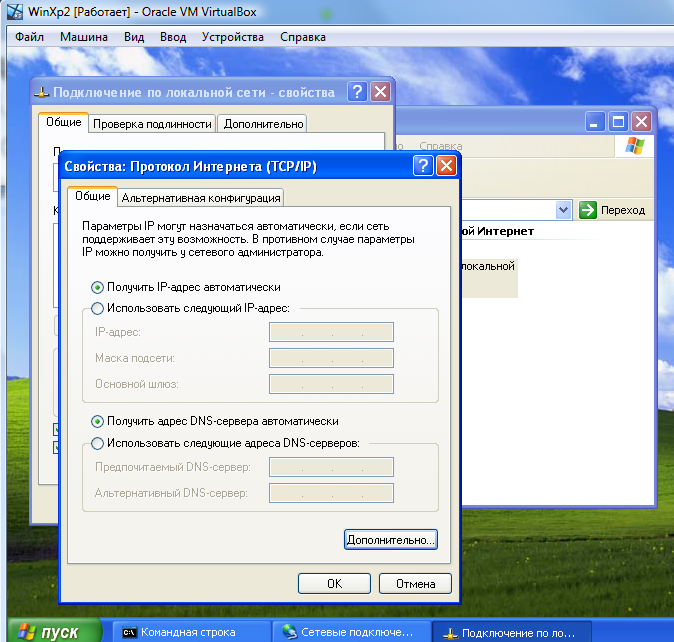 WinXp2 [Работает] - Oracle VM VirtualBox
Файл Машина Вид Ввод Устройства Справка
Подключение по локальной сети - свойства
Общие Проверка подлинности Дополнительно
Справка
Переход
Свойства: Протокол Интернета (TCP/IP)
Общие Альтернативная конфигурация
Параметры IP могут назначаться автоматически, если сеть
поддерживает эту возможность. В противном случае параметры
IP можно получить у сетевого администратора.
Получить IP-адрес автоматически
Использовать следующий IP-адрес:
IP-адрес:
Маска подсети:
Основной шлюз:
Получить адрес DNS-сервера автоматически
Использовать следующие адреса DNS-серверов:
Предпочитаемый DNS-сервер:
Альтернативный DNS-сервер:
Дополнительно...
OK Отмена
Интернет
локальной
пуск Командная строка Сетевые подключе... Подключение по ло...